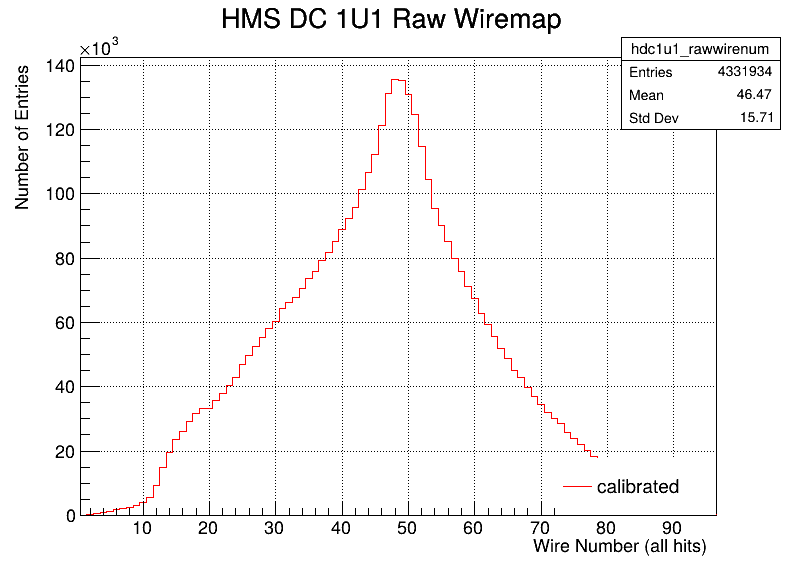 HMS DC 1U1 Raw Wiremap
×10³
hdc1u1_rawwirenum
Entries 4331934
Mean 46.47
Std Dev 15.71
Number of Entries
140
120
100
80
60
40
20
0
calibrated
10 20 30 40 50 60 70 80 90
Wire Number (all hits)